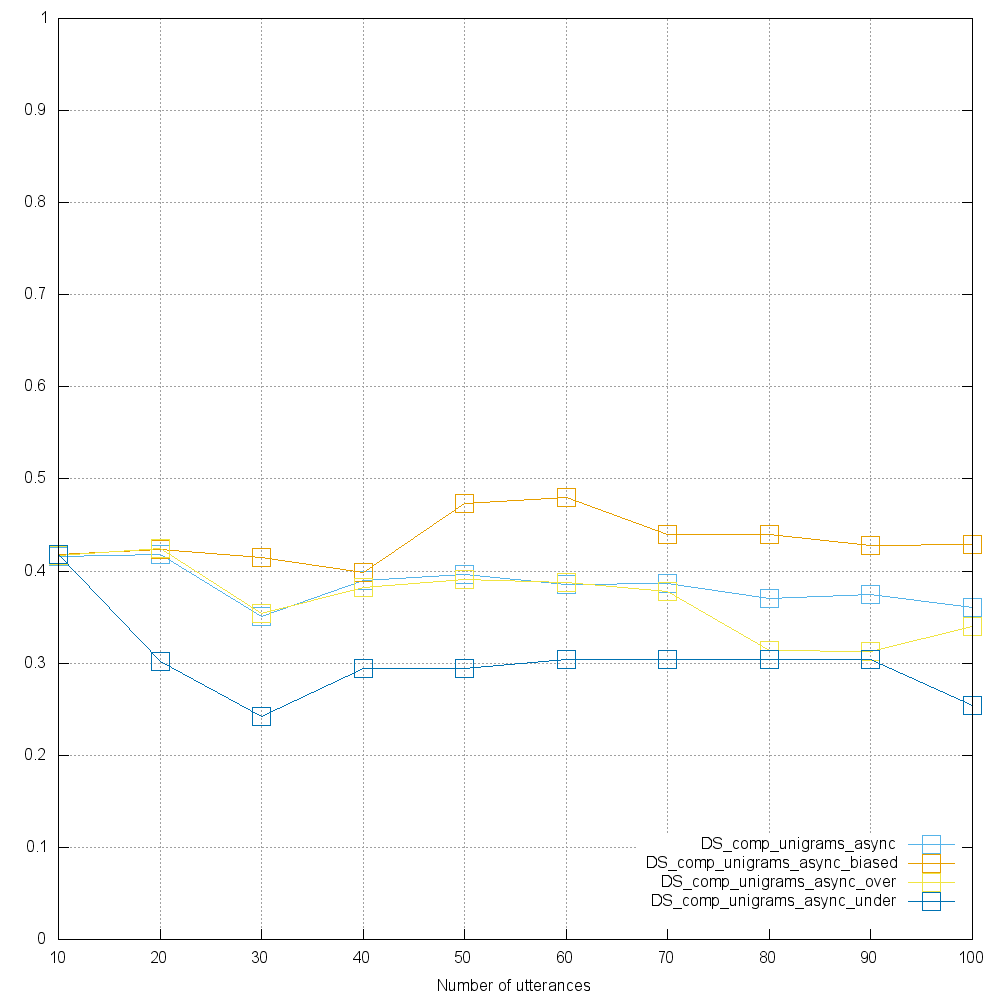 1
0.9
0.8
0.7
0.6
0.5
0.4
0.3
0.2
0.1
0
DS_comp_unigrams_async
DS_comp_unigrams_async_biased
DS_comp_unigrams_async_over
DS_comp_unigrams_async_under
10 20 30 40 50 60 70 80 90 100
Number of utterances